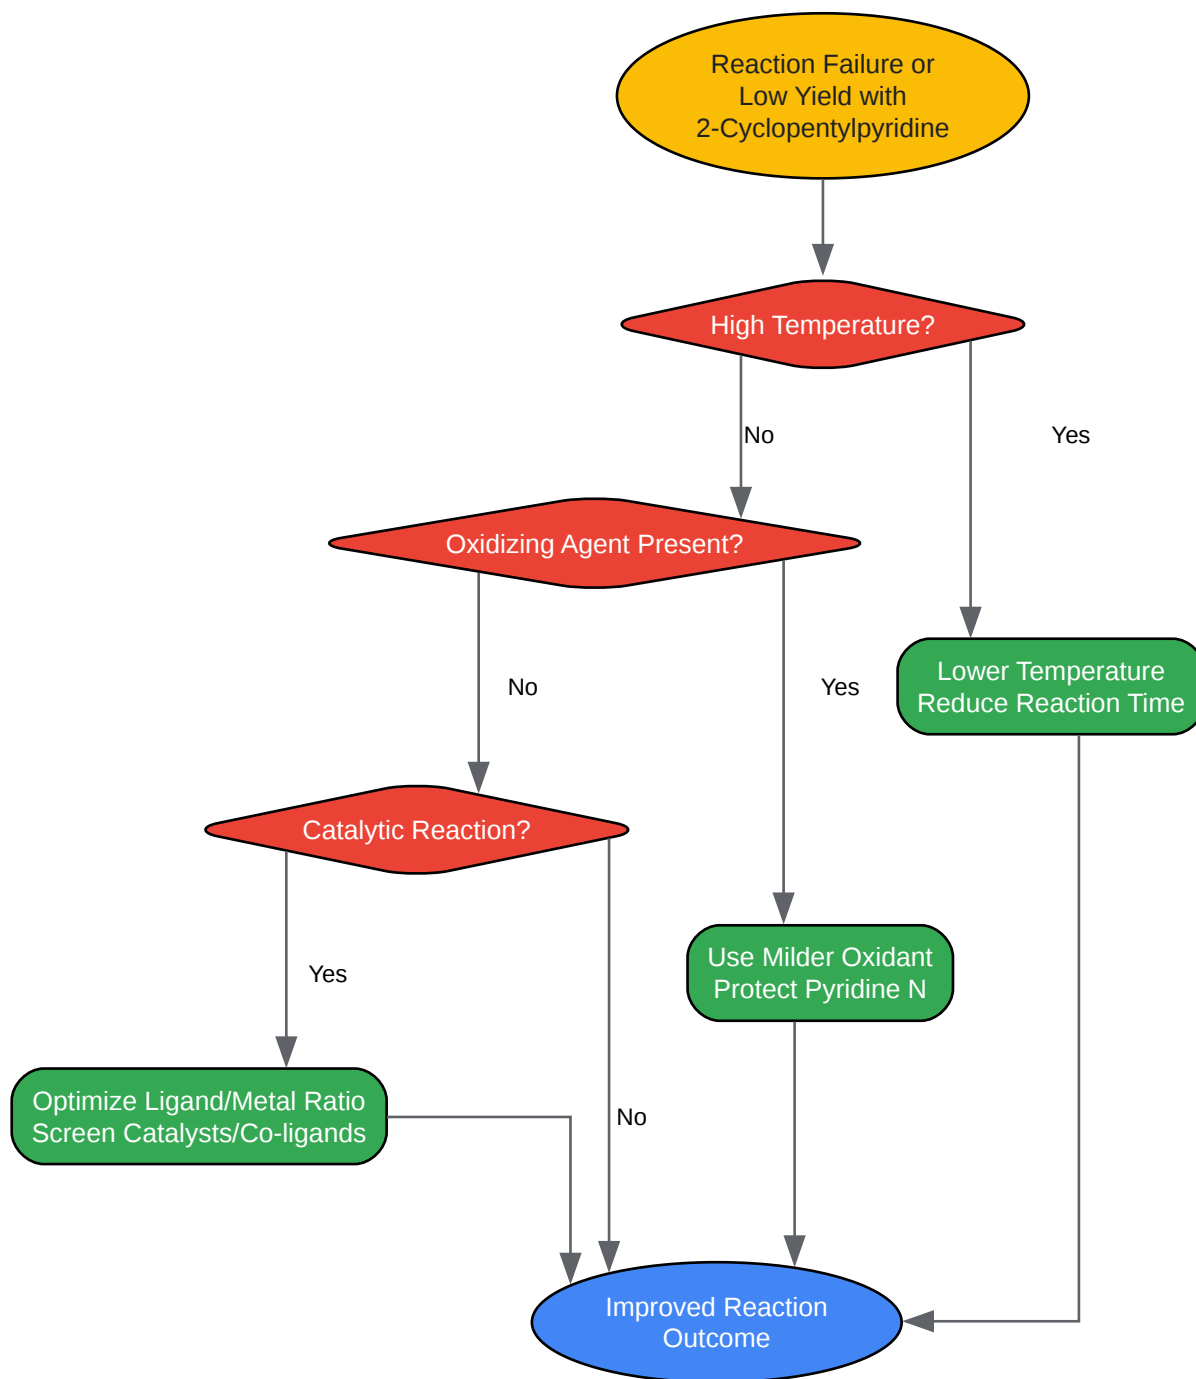 Reaction Failure or
Low Yield with
2-Cyclopentylpyridine
High Temperature?
No
Yes
Oxidizing Agent Present?
No
Yes
Lower Temperature
Reduce Reaction Time
Catalytic Reaction?
Yes
Use Milder Oxidant
Protect Pyridine N
Optimize Ligand/Metal Ratio
Screen Catalysts/Co-ligands
No
Improved Reaction
Outcome